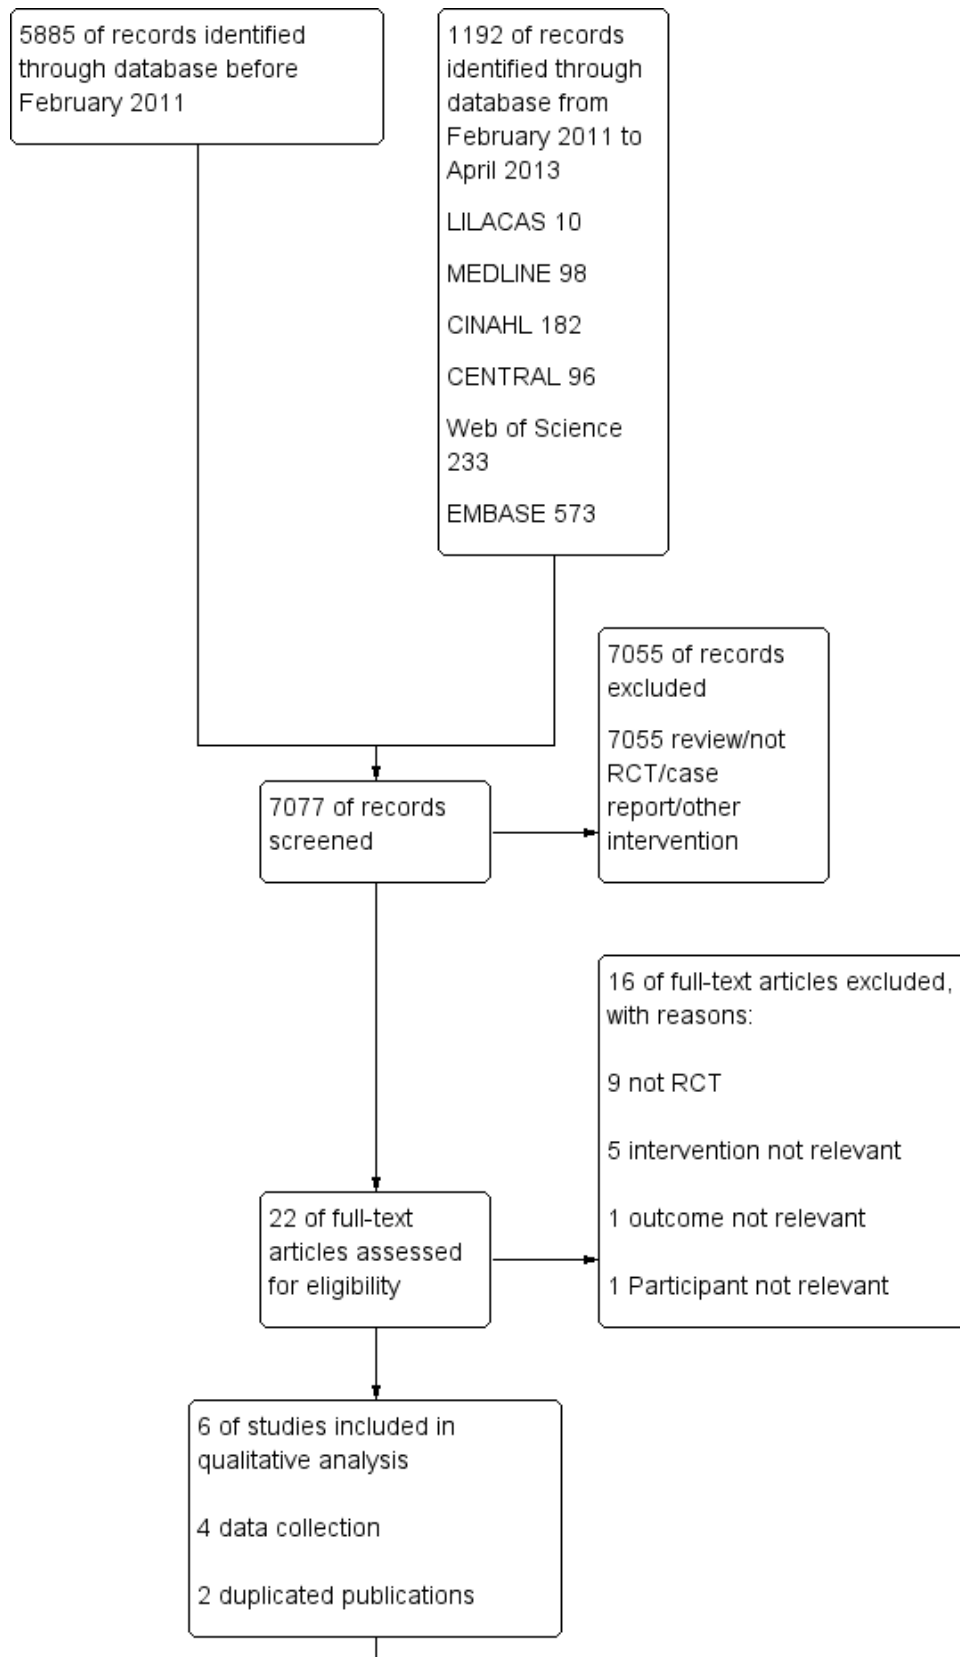 5885 of records identified
through database before
February 2011
1192 of records
identified through
database from
February 2011 to
April 2013
LILACAS 10
MEDLINE 98
CINAHL 182
CENTRAL 96
Web of Science
233
EMBASE 573
7055 of records
excluded
7055 review/not
RCT/case
report/other
intervention
7077 of records
screened
16 of full-text articles excluded,
with reasons:
9 not RCT
5 intervention not relevant
1 outcome not relevant
1 Participant not relevant
22 of full-text
articles assessed
for eligibility
6 of studies included in
qualitative analysis
4 data collection
2 duplicated publications